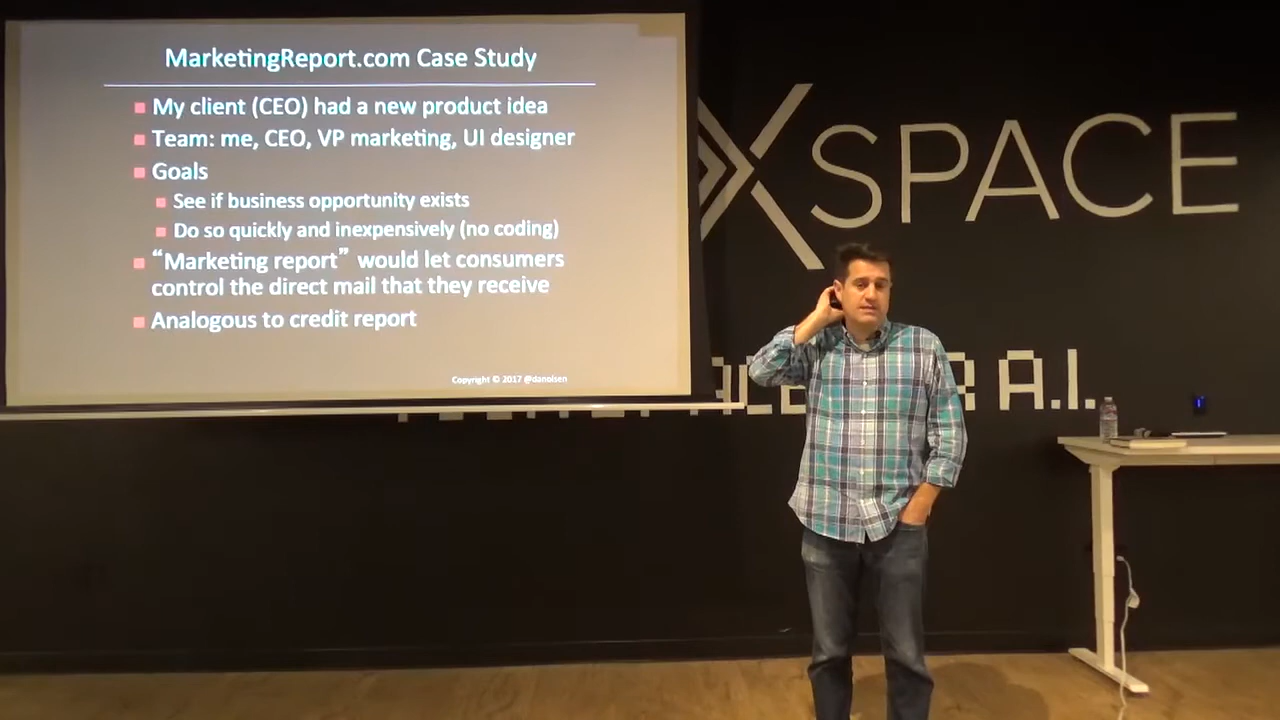 MarketingReport.com Case Study
My client (CEO) had a new product idea
Team: me, CEO, VP marketing, UI designer
Goals
See if business opportunity exists
Do so quickly and inexpensively (no coding)
“Marketing report” would let consumers
control the direct mail that they receive
Analogous to credit report
Copyright © 2017 @danolsen
XSPACE
A.I.